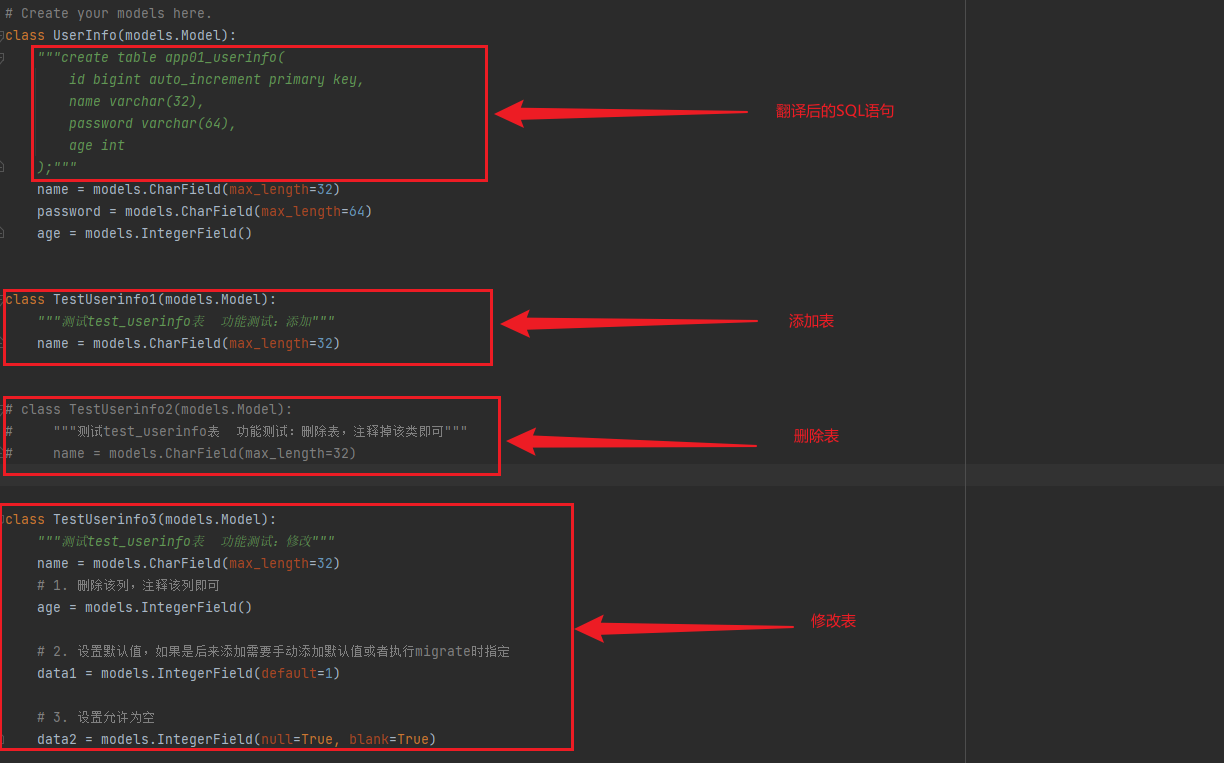 # Create your models here.
class UserInfo(models.Model):
"""create table app01_userinfo(
id bigint auto_increment primary key,
name varchar(32),
翻译后的SQL语句
password varchar(64),
age int
);"""
name = models.CharField(max_length=32)
password = models.CharField(max_length=64)
age = models.IntegerField()
class TestUserinfo1(models.Model):
"""测试test_userinfo表 功能测试：添加"""
添加表
name = models.CharField(max_length=32)
# class TestUserinfo2(models.Model):
# """测试test_userinfo表 功能测试：删除表，注释掉该类即可"""
删除表
# name = models.CharField(max_length=32)
class TestUserinfo3(models.Model):
"""测试test_userinfo表 功能测试：修改"""
name = models.CharField(max_length=32)
# 1. 删除该列，注释该列即可
age = models.IntegerField()
修改表
# 2. 设置默认值，如果是后来添加需要手动添加默认值或者执行migrate时指定
data1 = models.IntegerField(default=1)
# 3. 设置允许为空
data2 = models.IntegerField(null=True, blank=True)